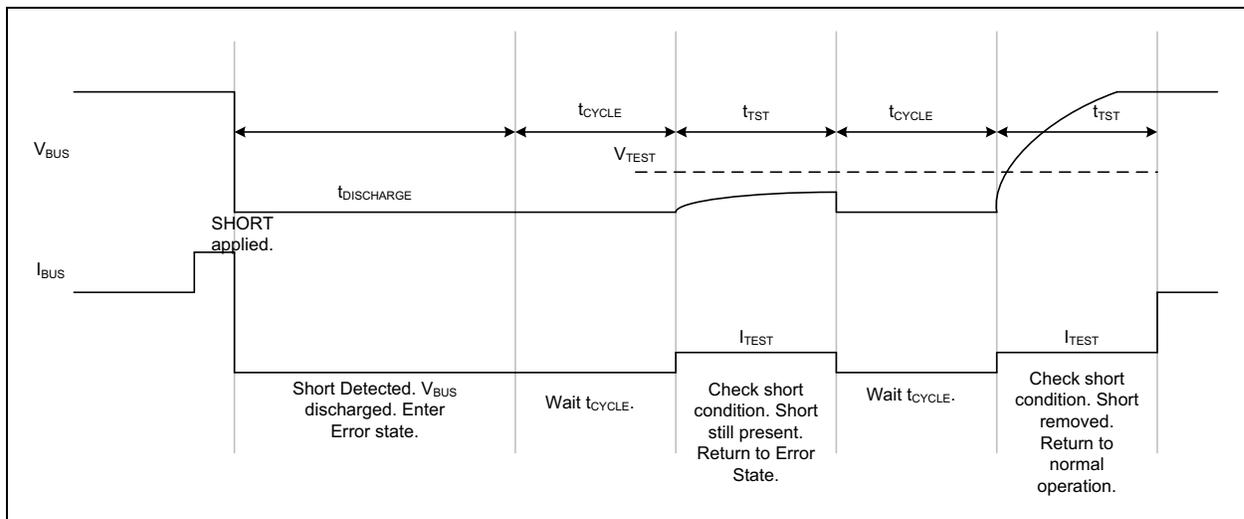 tCYCLE
tTST
tCYCLE
tTST
VBUS
VTEST
tDISCHARGE
SHORT
applied.
IBUS
ITEST
ITEST
Short Detected. VBUS
discharged. Enter
Error state.
Wait tCYCLE.
Check short
condition. Short
still present.
Return to Error
State.
Wait tCYCLE.
Check short
condition. Short
removed.
Return to
normal
operation.